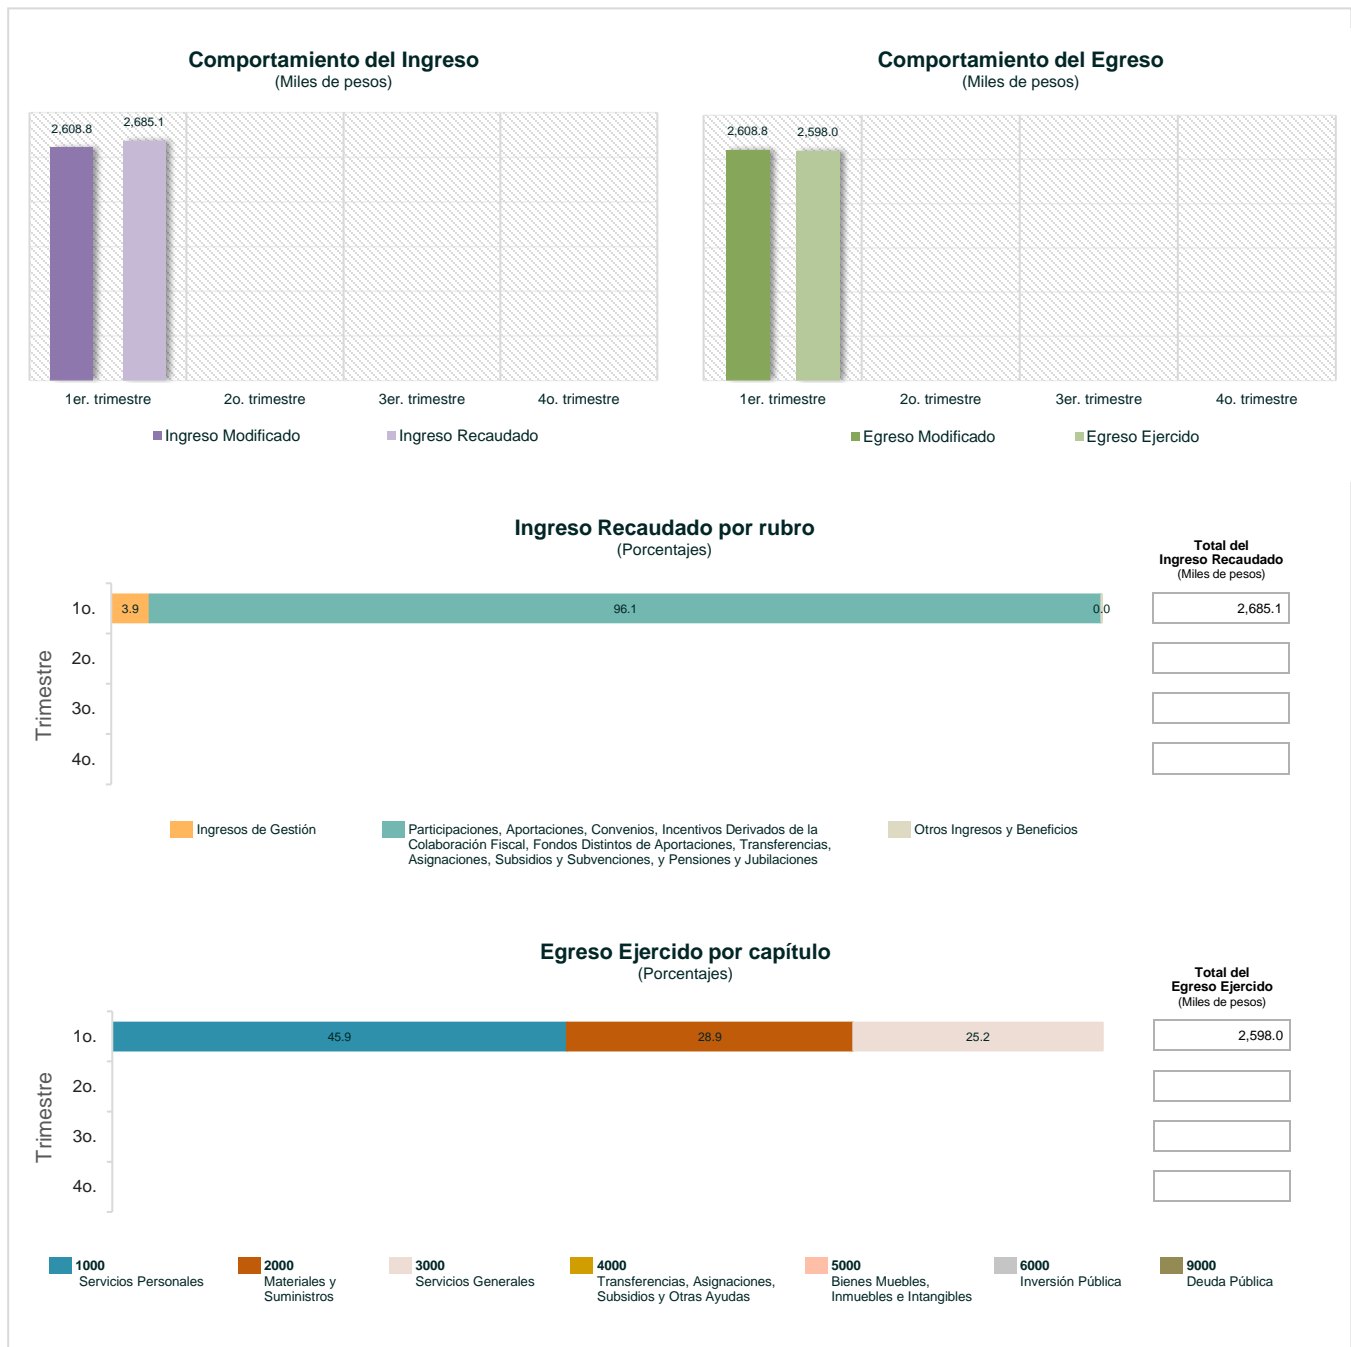 Comportamiento del Ingreso
(Miles de pesos)
2,608.8
2,685.1
1er. trimestre
2o. trimestre
3er. trimestre
4o. trimestre
Ingreso Modificado
Ingreso Recaudado
Comportamiento del Egreso
(Miles de pesos)
2,608.8
2,598.0
1er. trimestre
2o. trimestre
3er. trimestre
4o. trimestre
Egreso Modificado
Egreso Ejercido
Ingreso Recaudado por rubro
(Porcentajes)
Total del
Ingreso Recaudado
(Miles de pesos)
Trimestre
1o.
3.9
96.1
0.0
2,685.1
2o.
3o.
4o.
Ingresos de Gestión
Participaciones, Aportaciones, Convenios, Incentivos Derivados de la
Colaboración Fiscal, Fondos Distintos de Aportaciones, Transferencias,
Asignaciones, Subsidios y Subvenciones, y Pensiones y Jubilaciones
Otros Ingresos y Beneficios
Egreso Ejercido por capítulo
(Porcentajes)
Total del
Egreso Ejercido
(Miles de pesos)
Trimestre
1o.
45.9
28.9
25.2
2,598.0
2o.
3o.
4o.
1000
Servicios Personales
2000
Materiales y
Suministros
3000
Servicios Generales
4000
Transferencias, Asignaciones,
Subsidios y Otras Ayudas
5000
Bienes Muebles,
Inmuebles e Intangibles
6000
Inversión Pública
9000
Deuda Pública